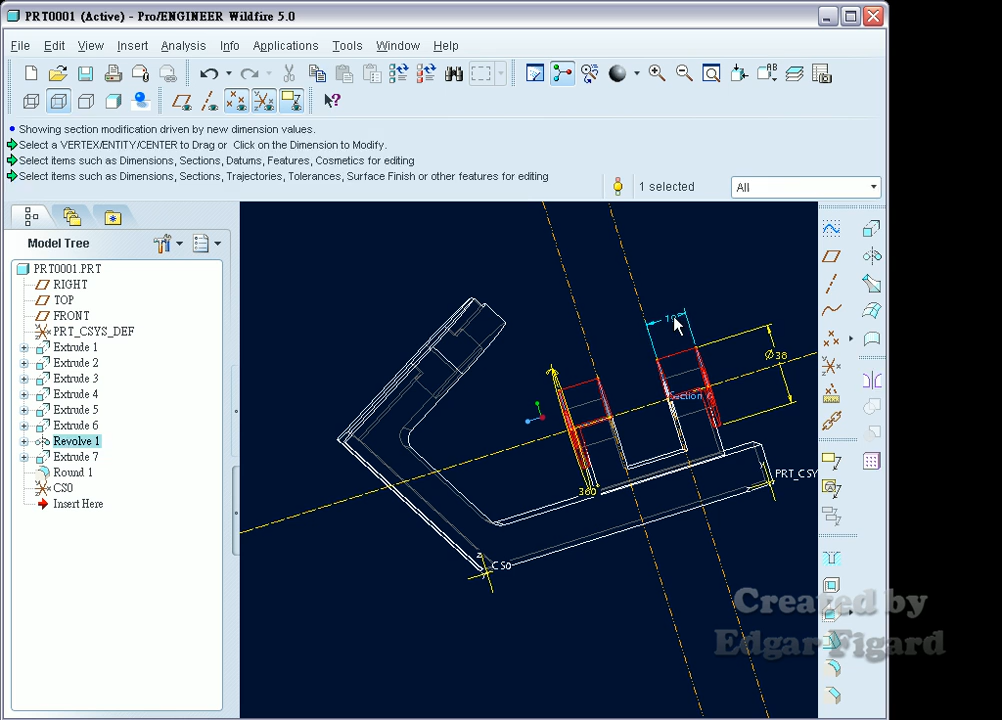 PRT0001 (Active) - Pro/ENGINEER Wildfire 5.0
File Edit View Insert Analysis Info Applications Tools Window Help
Showing section modification driven by new dimension values.
Select a VERTEX/ENTITY/CENTER to Drag or Click on the Dimension to Modify.
Select items such as Dimensions, Sections, Datums, Features, Cosmetics for editing
Select items such as Dimensions, Sections, Trajectories, Tolerances, Surface Finish or other features for editing
1 selected
All
Model Tree
PRT0001.PRT
RIGHT
TOP
FRONT
PRT_CSYS_DEF
Extrude 1
Extrude 2
Extrude 3
Extrude 4
Extrude 5
Extrude 6
Revolve 1
Extrude 7
Round 1
CS0
Insert Here
Ø38
Section
360
PRT_CSY
CS0
Created by
Edgar Figard